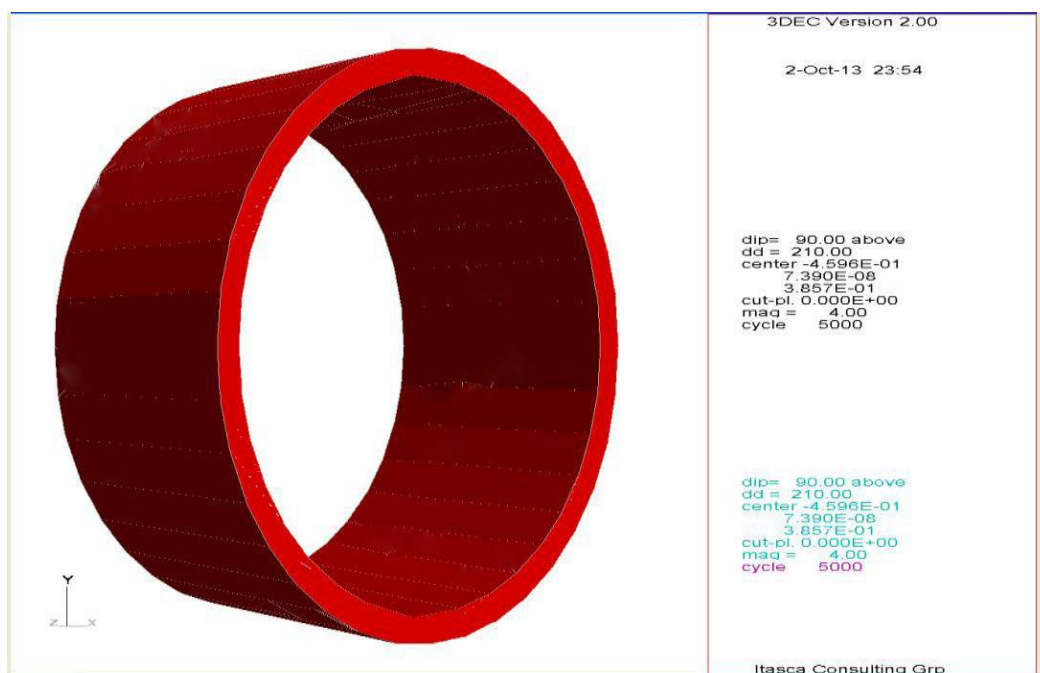 3DEC Version 2.00
2-Oct-13 23:54
dip= 90.00 above
dd = 210.00
center -4.596E-01
7.390E-08
3.857E-01
cut-pl. 0.000E+00
mag = 4.00
cycle 5000
dip= 90.00 above
dd = 210.00
center -4.596E-01
7.390E-08
3.857E-01
cut-pl. 0.000E+00
mag = 4.00
cycle 5000
Y
Z X
Itasca Consulting Grp